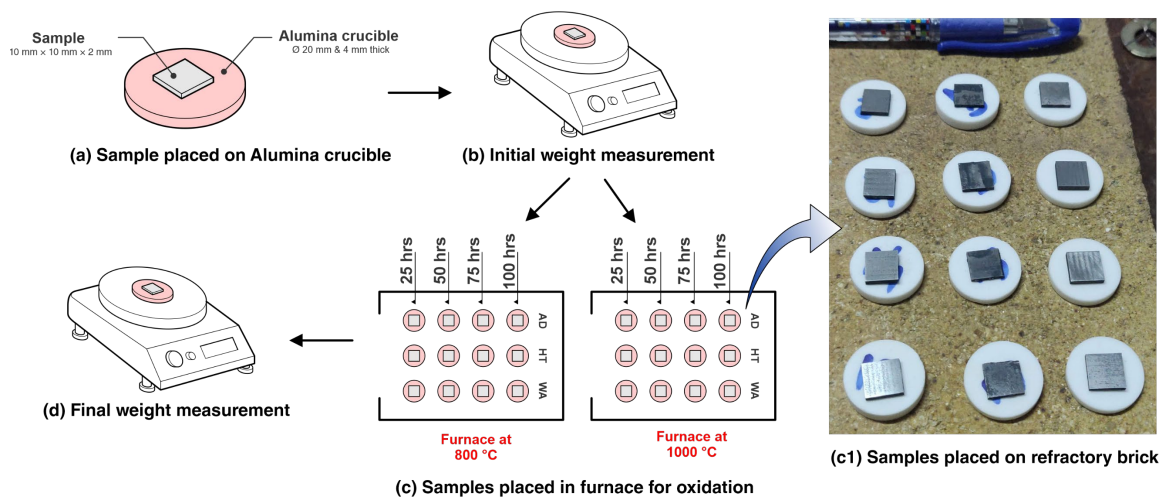 Sample
10 mm × 10 mm × 2 mm
Alumina crucible
Ø 20 mm & 4 mm thick
(a) Sample placed on Alumina crucible
(b) Initial weight measurement
25 hrs
50 hrs
75 hrs
100 hrs
AD
HT
WA
Furnace at
800 °C
25 hrs
50 hrs
75 hrs
100 hrs
AD
HT
WA
Furnace at
1000 °C
(c) Samples placed in furnace for oxidation
(c1) Samples placed on refractory brick
(d) Final weight measurement